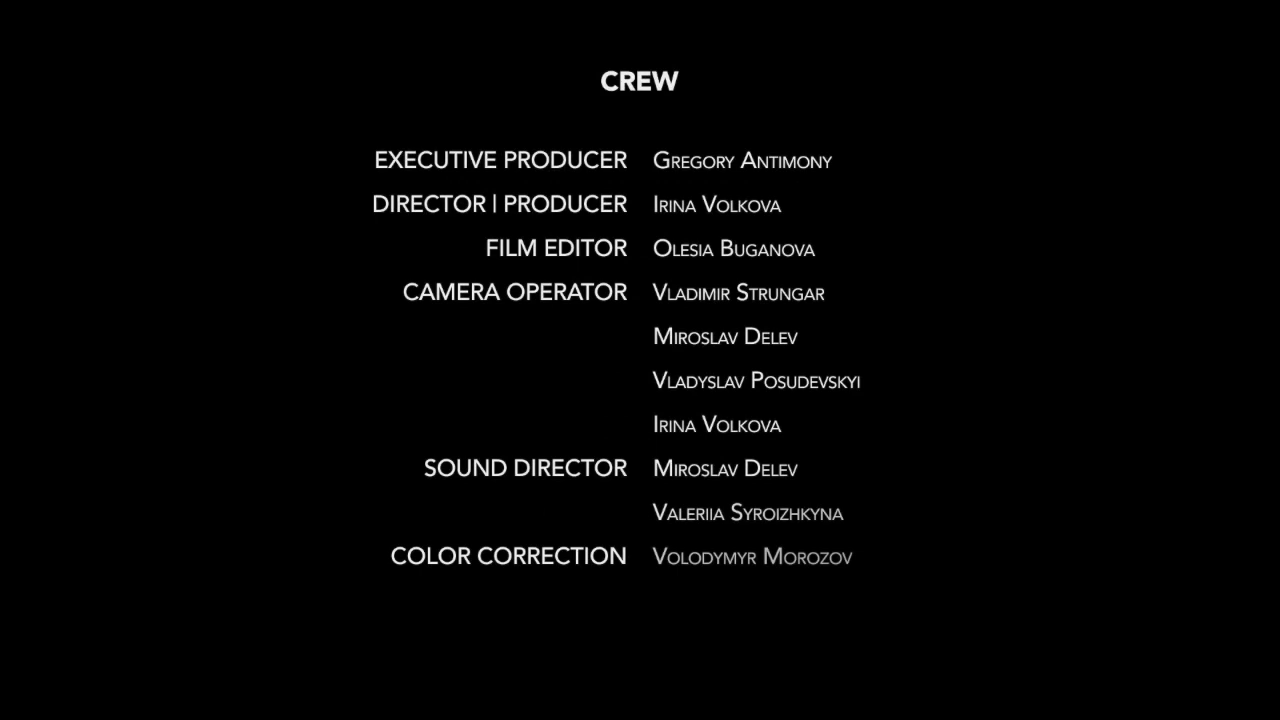 CREW
EXECUTIVE PRODUCER Gregory Antimony
DIRECTOR | PRODUCER Irina Volkova
FILM EDITOR Olesia Buganova
CAMERA OPERATOR Vladimir Strungar
Miroslav Delev
Vladyslav Posudevskyi
Irina Volkova
SOUND DIRECTOR Miroslav Delev
Valeriia Syroizhkyna
COLOR CORRECTION Volodymyr Morozov